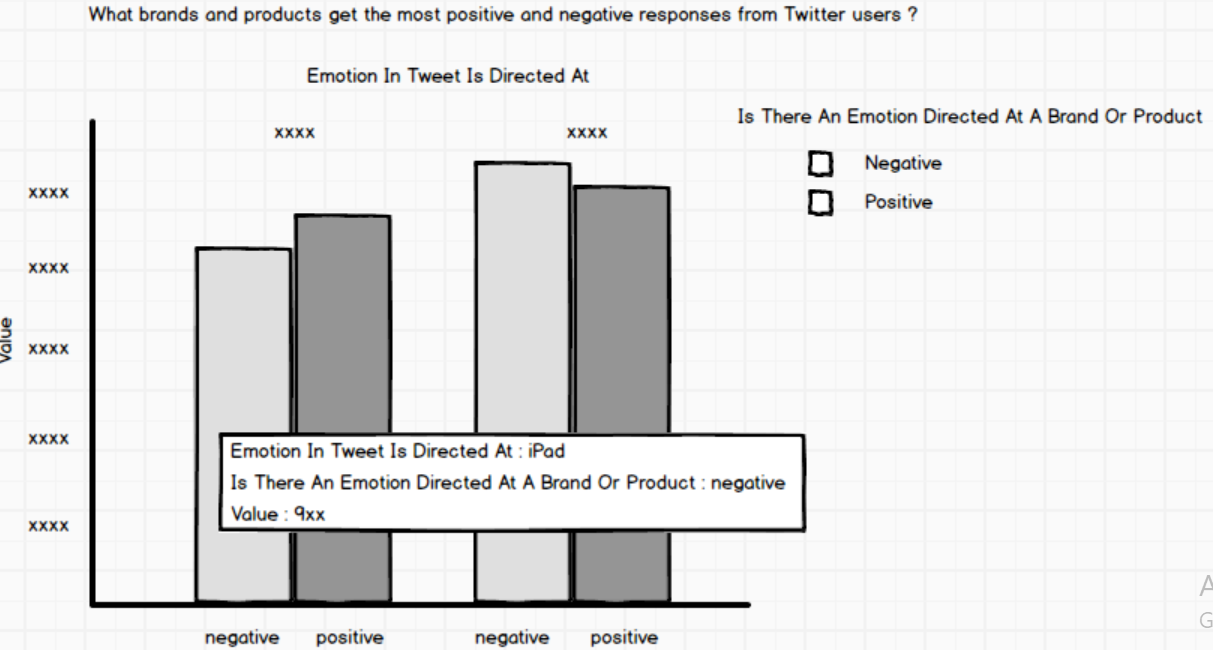 What brands and products get the most positive and negative responses from Twitter users ?
Emotion In Tweet Is Directed At
Is There An Emotion Directed At A Brand Or Product
Negative
Positive
xxxx
xxxx
xxxx
xxxx
xxxx
xxxx
xxxx
Value
Emotion In Tweet Is Directed At : iPad
Is There An Emotion Directed At A Brand Or Product : negative
Value : 9xx
negative
positive
negative
positive